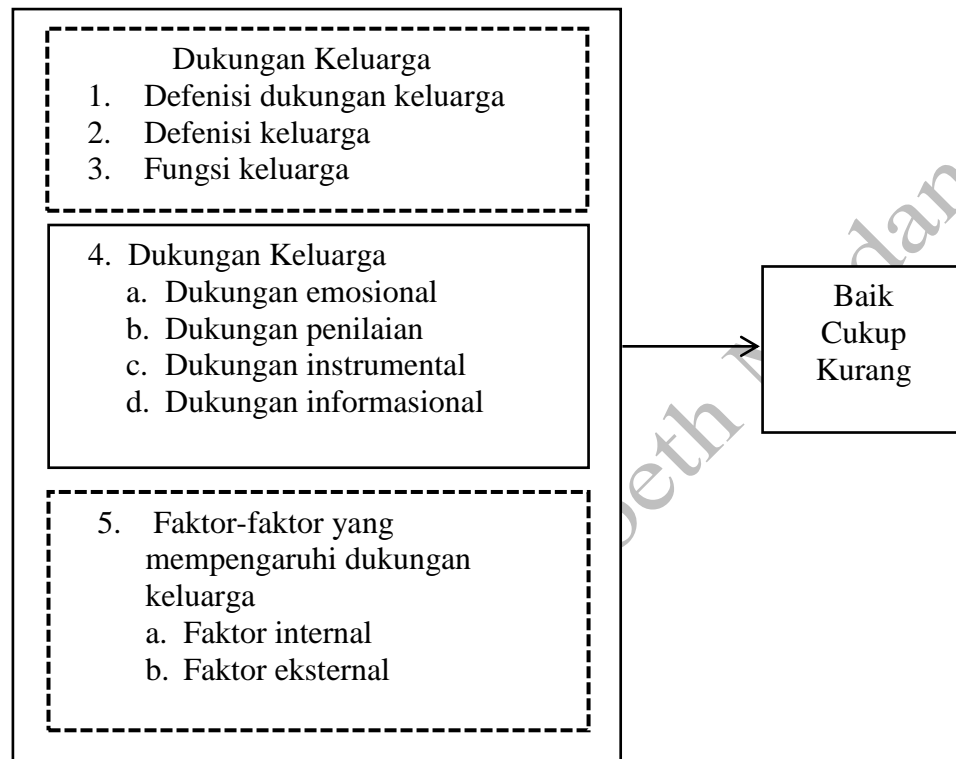 Dukungan Keluarga
1. Defenisi dukungan keluarga
2. Defenisi keluarga
3. Fungsi keluarga
4. Dukungan Keluarga
a. Dukungan emosional
b. Dukungan penilaian
c. Dukungan instrumental
d. Dukungan informasional
5. Faktor-faktor yang
mempengaruhi dukungan
keluarga
a. Faktor internal
b. Faktor eksternal
Baik
Cukup
Kurang